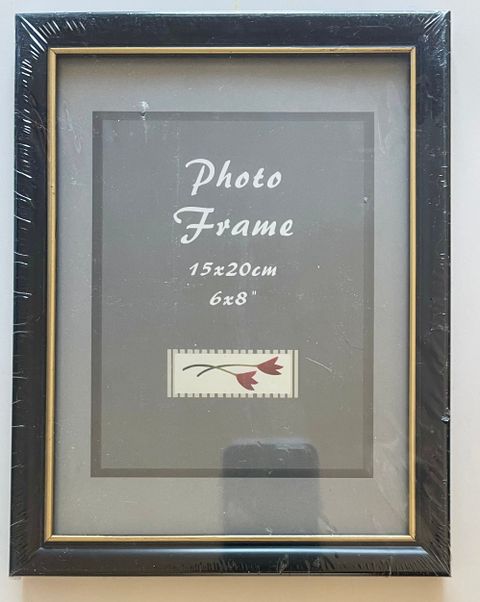 Photo
Frame
15x20cm
6x8"